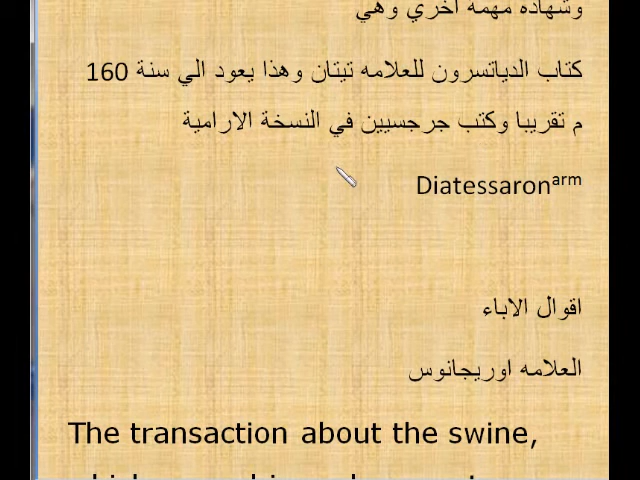 وشهاده مهمه اخري وهي
كتاب الدياتسرون للعلامه تيتان وهذا يعود الي سنة 160
م تقريبا وكتب جرجسيين في النسخة الارامية
Diatessaronarm
اقوال الاباء
العلامه اوريجانوس
The transaction about the swine,